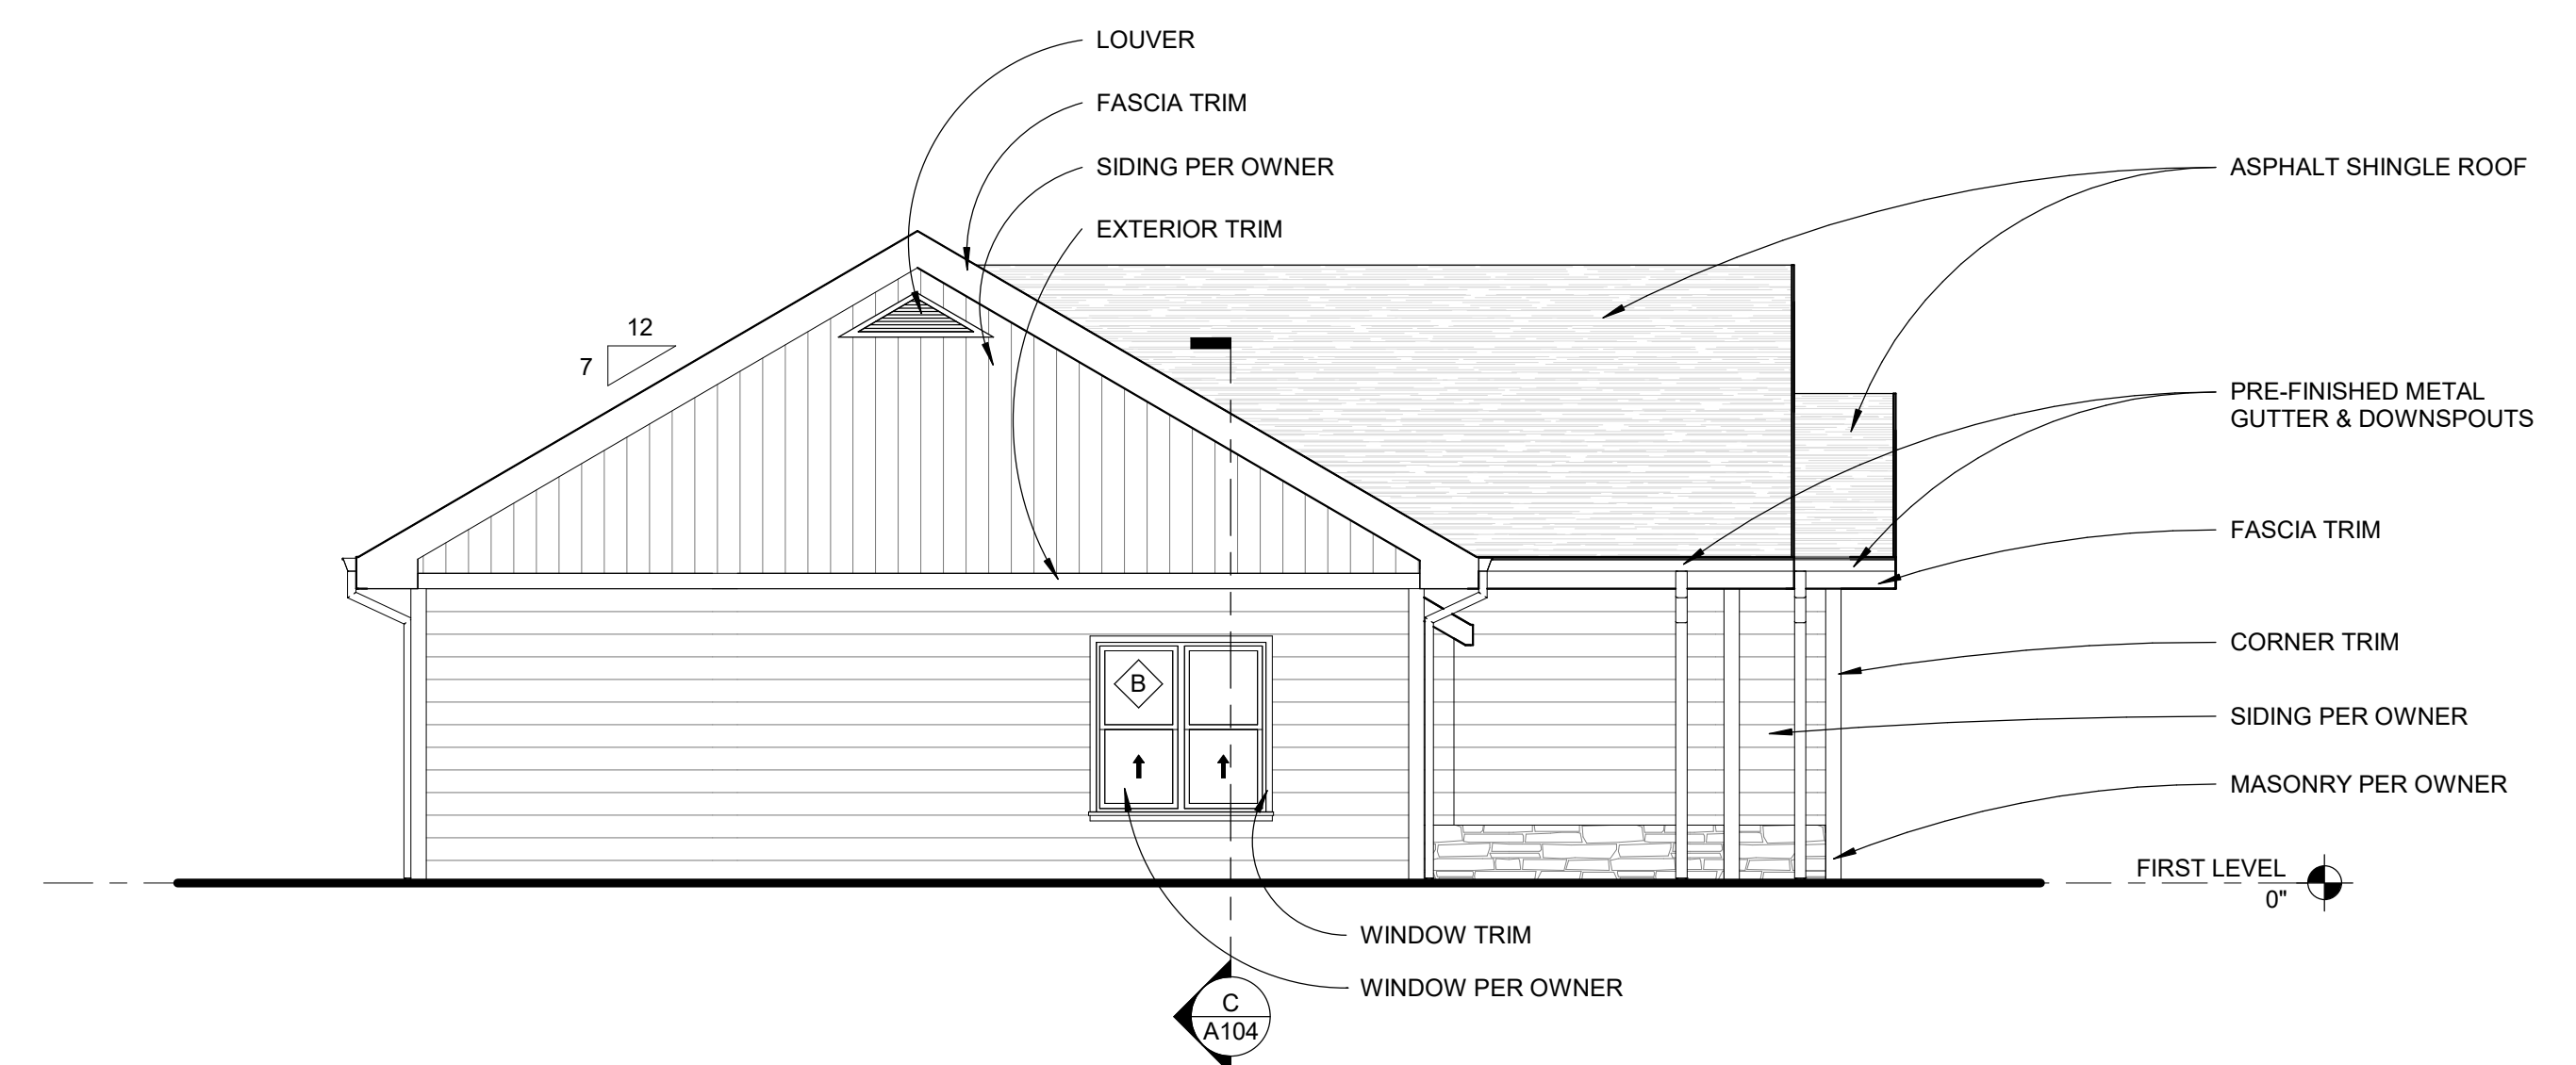 LOUVER
FASCIA TRIM
SIDING PER OWNER
EXTERIOR TRIM
ASPHALT SHINGLE ROOF
12
7
PRE-FINISHED METAL
GUTTER & DOWNSPOUTS
FASCIA TRIM
CORNER TRIM
B
SIDING PER OWNER
MASONRY PER OWNER
FIRST LEVEL
0"
WINDOW TRIM
WINDOW PER OWNER
C
A104